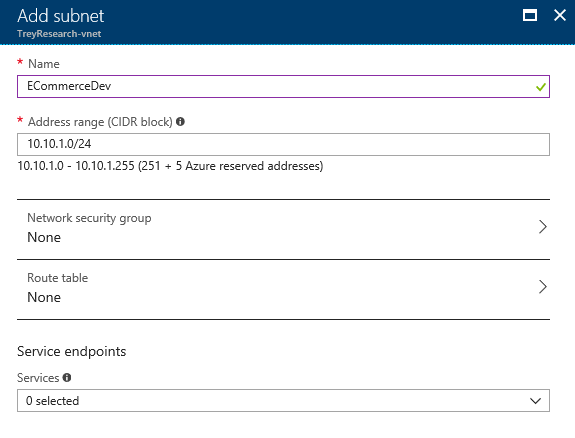 Add subnet
TreyResearch-vnet
* Name
ECommerceDev
* Address range (CIDR block)
10.10.1.0/24
10.10.1.0 - 10.10.1.255 (251 + 5 Azure reserved addresses)
Network security group
None
Route table
None
Service endpoints
Services
0 selected